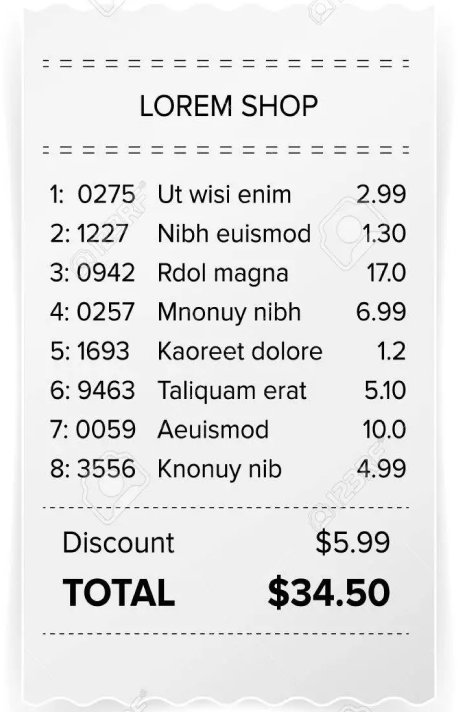 LOREM SHOP
1: 0275 Ut wisi enim 2.99
2: 1227 Nibh euismod 1.30
3: 0942 Rdol magna 17.0
4: 0257 Mnonuy nibh 6.99
5: 1693 Kaoreet dolore 1.2
6: 9463 Taliquam erat 5.10
7: 0059 Aeuismod 10.0
8: 3556 Knonuy nib 4.99
Discount $5.99
TOTAL $34.50